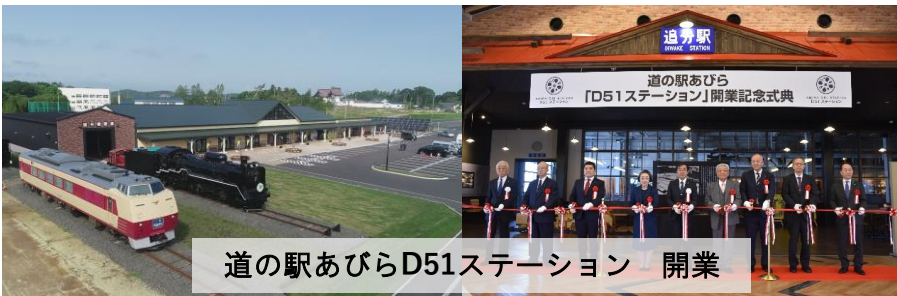 追分駅
OIWAKE STATION
道の駅あびら
「D51ステーション」開業記念式典
道の駅あびらD51ステーション　開業